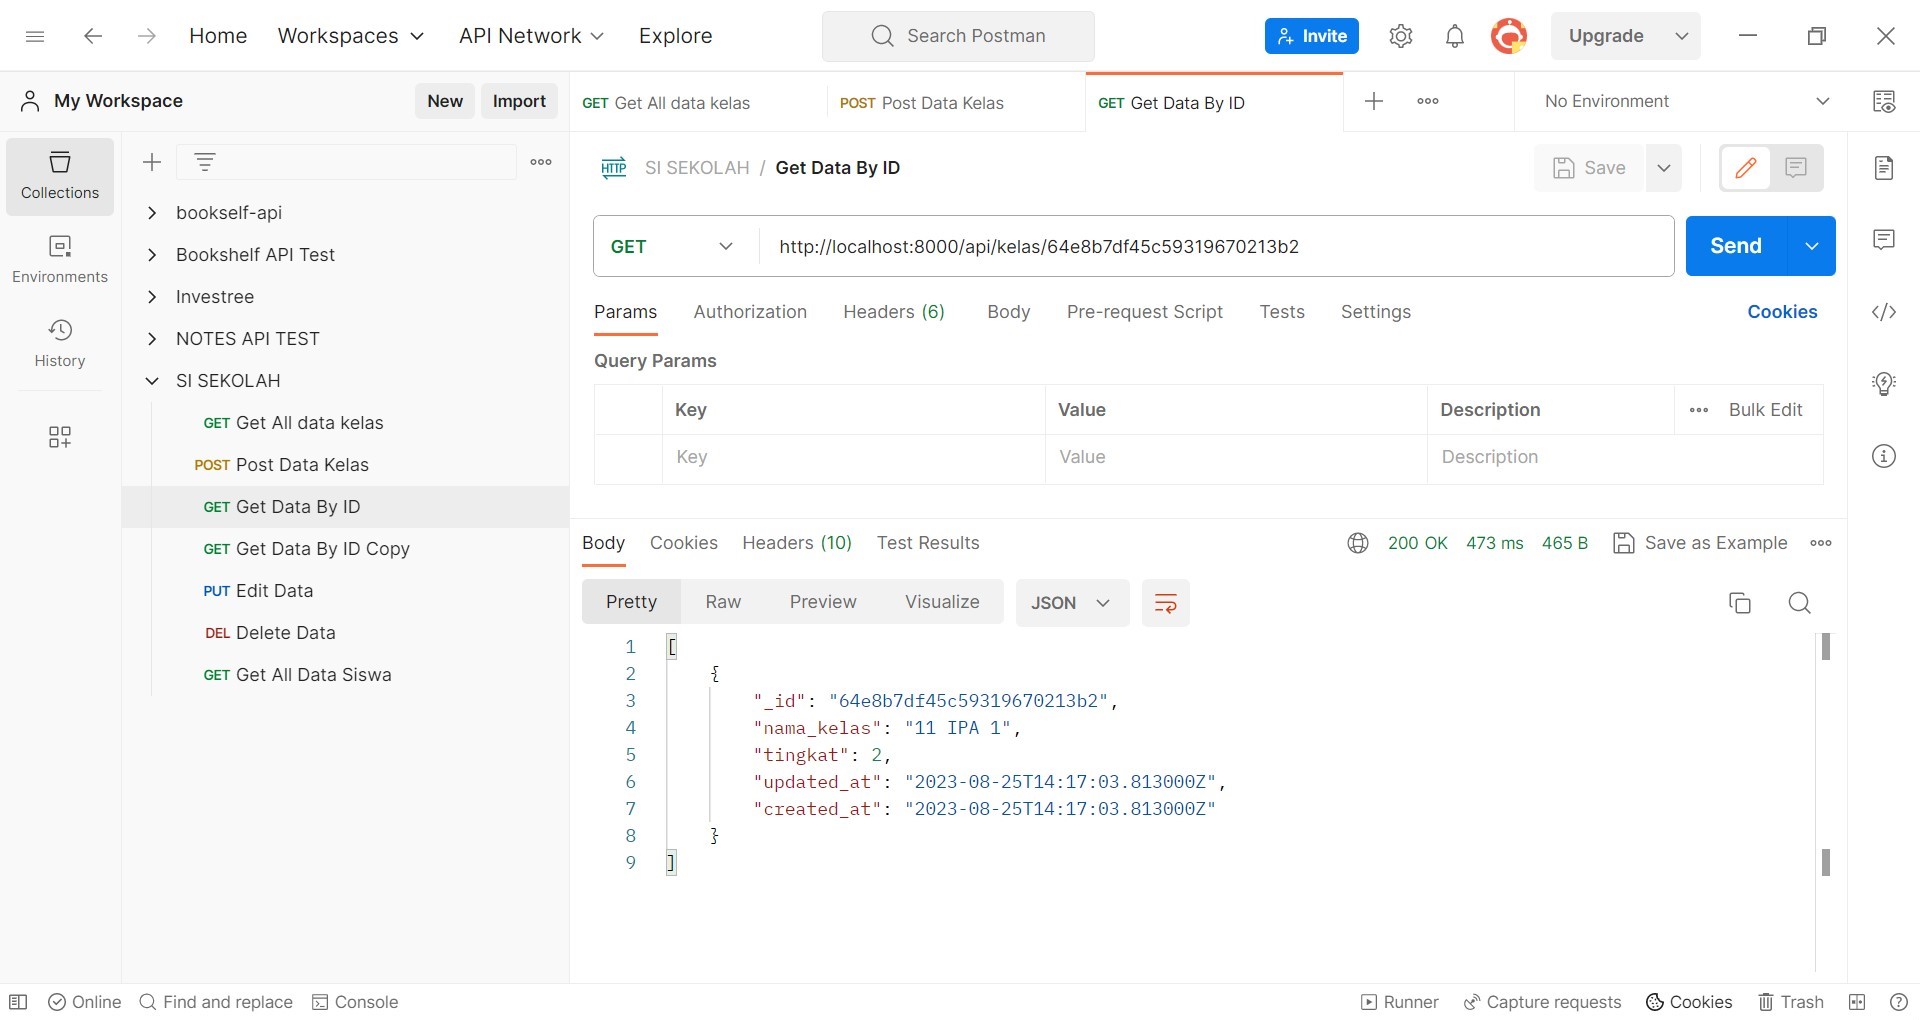 Home Workspaces API Network Explore Search Postman Invite Upgrade
My Workspace New Import
GET Get All data kelas POST Post Data Kelas GET Get Data By ID No Environment
Collections
Environments
History
bookself-api
Bookshelf API Test
Investree
NOTES API TEST
SI SEKOLAH
GET Get All data kelas
POST Post Data Kelas
GET Get Data By ID
GET Get Data By ID Copy
PUT Edit Data
DEL Delete Data
GET Get All Data Siswa
HTTP SI SEKOLAH / Get Data By ID Save
GET http://localhost:8000/api/kelas/64e8b7df45c59319670213b2 Send
Params Authorization Headers (6) Body Pre-request Script Tests Settings Cookies
Query Params
Key Value Description Bulk Edit
Key Value Description
Body Cookies Headers (10) Test Results 200 OK 473 ms 465 B Save as Example
Pretty Raw Preview Visualize JSON
1 [
2 {
3 "_id": "64e8b7df45c59319670213b2",
4 "nama_kelas": "11 IPA 1",
5 "tingkat": 2,
6 "updated_at": "2023-08-25T14:17:03.813000Z",
7 "created_at": "2023-08-25T14:17:03.813000Z"
8 }
9 ]
Online Find and replace Console Runner Capture requests Cookies Trash